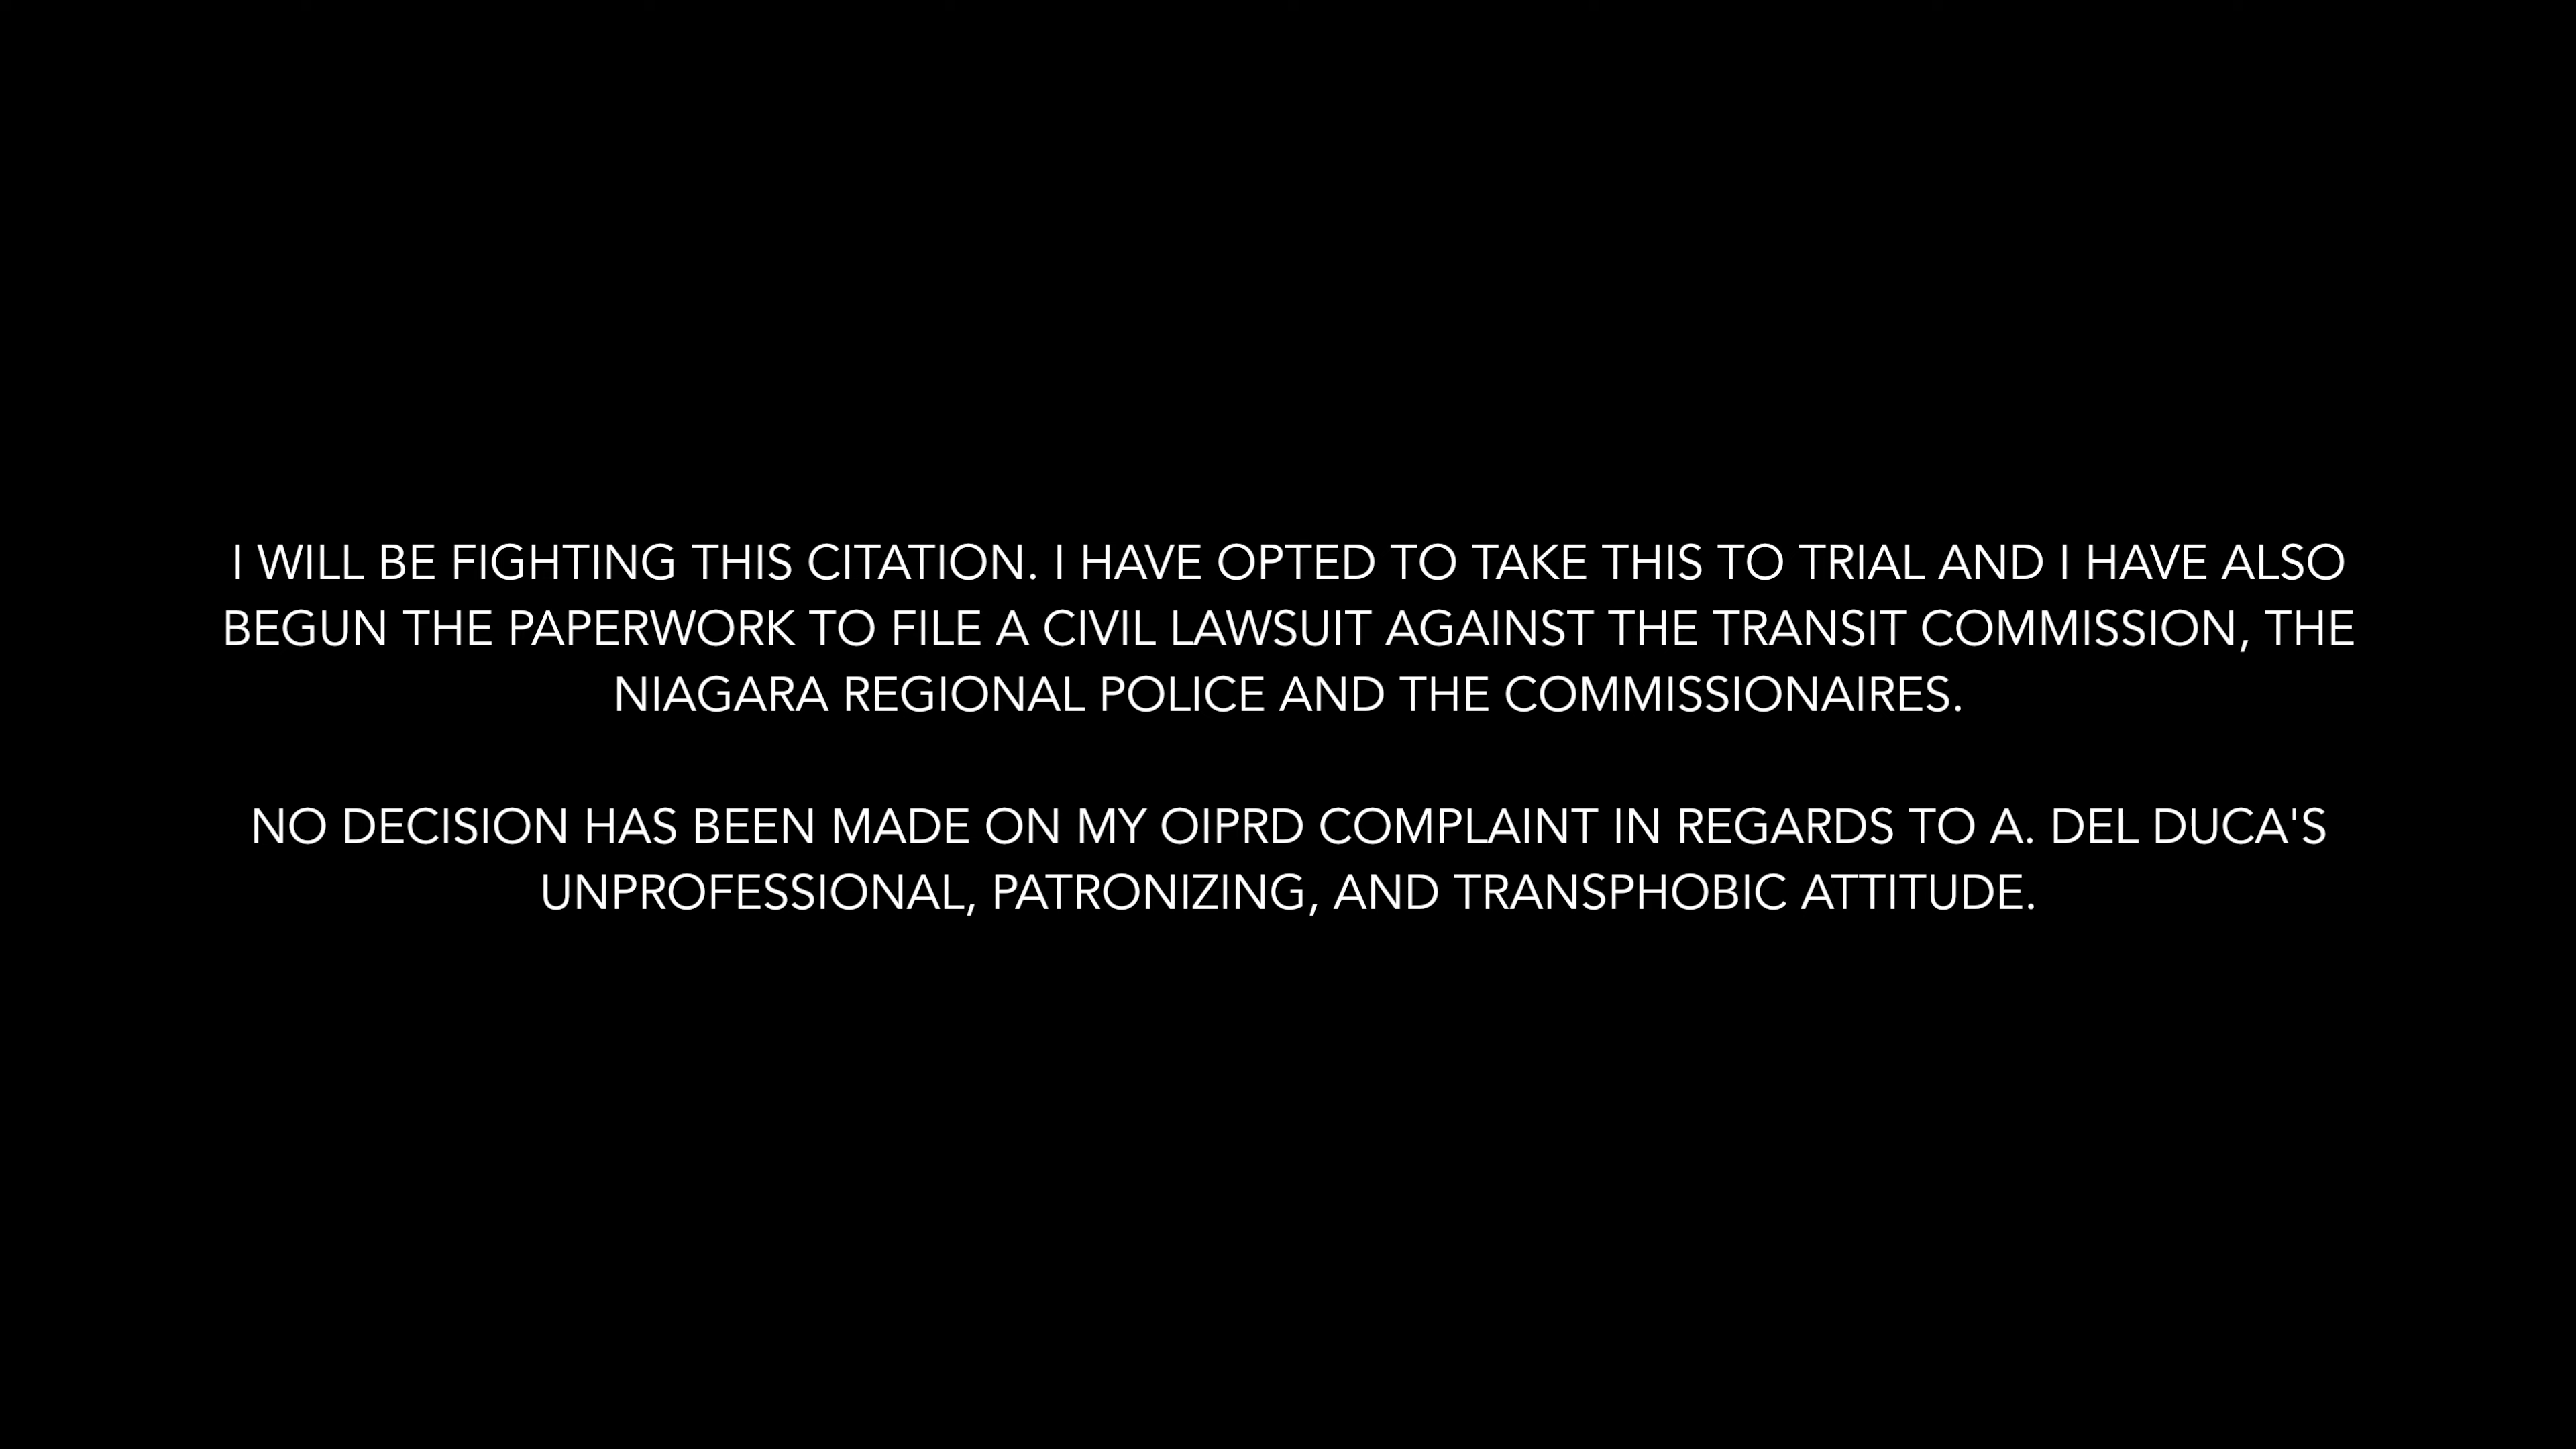 I WILL BE FIGHTING THIS CITATION. I HAVE OPTED TO TAKE THIS TO TRIAL AND I HAVE ALSO
BEGUN THE PAPERWORK TO FILE A CIVIL LAWSUIT AGAINST THE TRANSIT COMMISSION, THE
NIAGARA REGIONAL POLICE AND THE COMMISSIONAIRES.
NO DECISION HAS BEEN MADE ON MY OIPRD COMPLAINT IN REGARDS TO A. DEL DUCA'S
UNPROFESSIONAL, PATRONIZING, AND TRANSPHOBIC ATTITUDE.